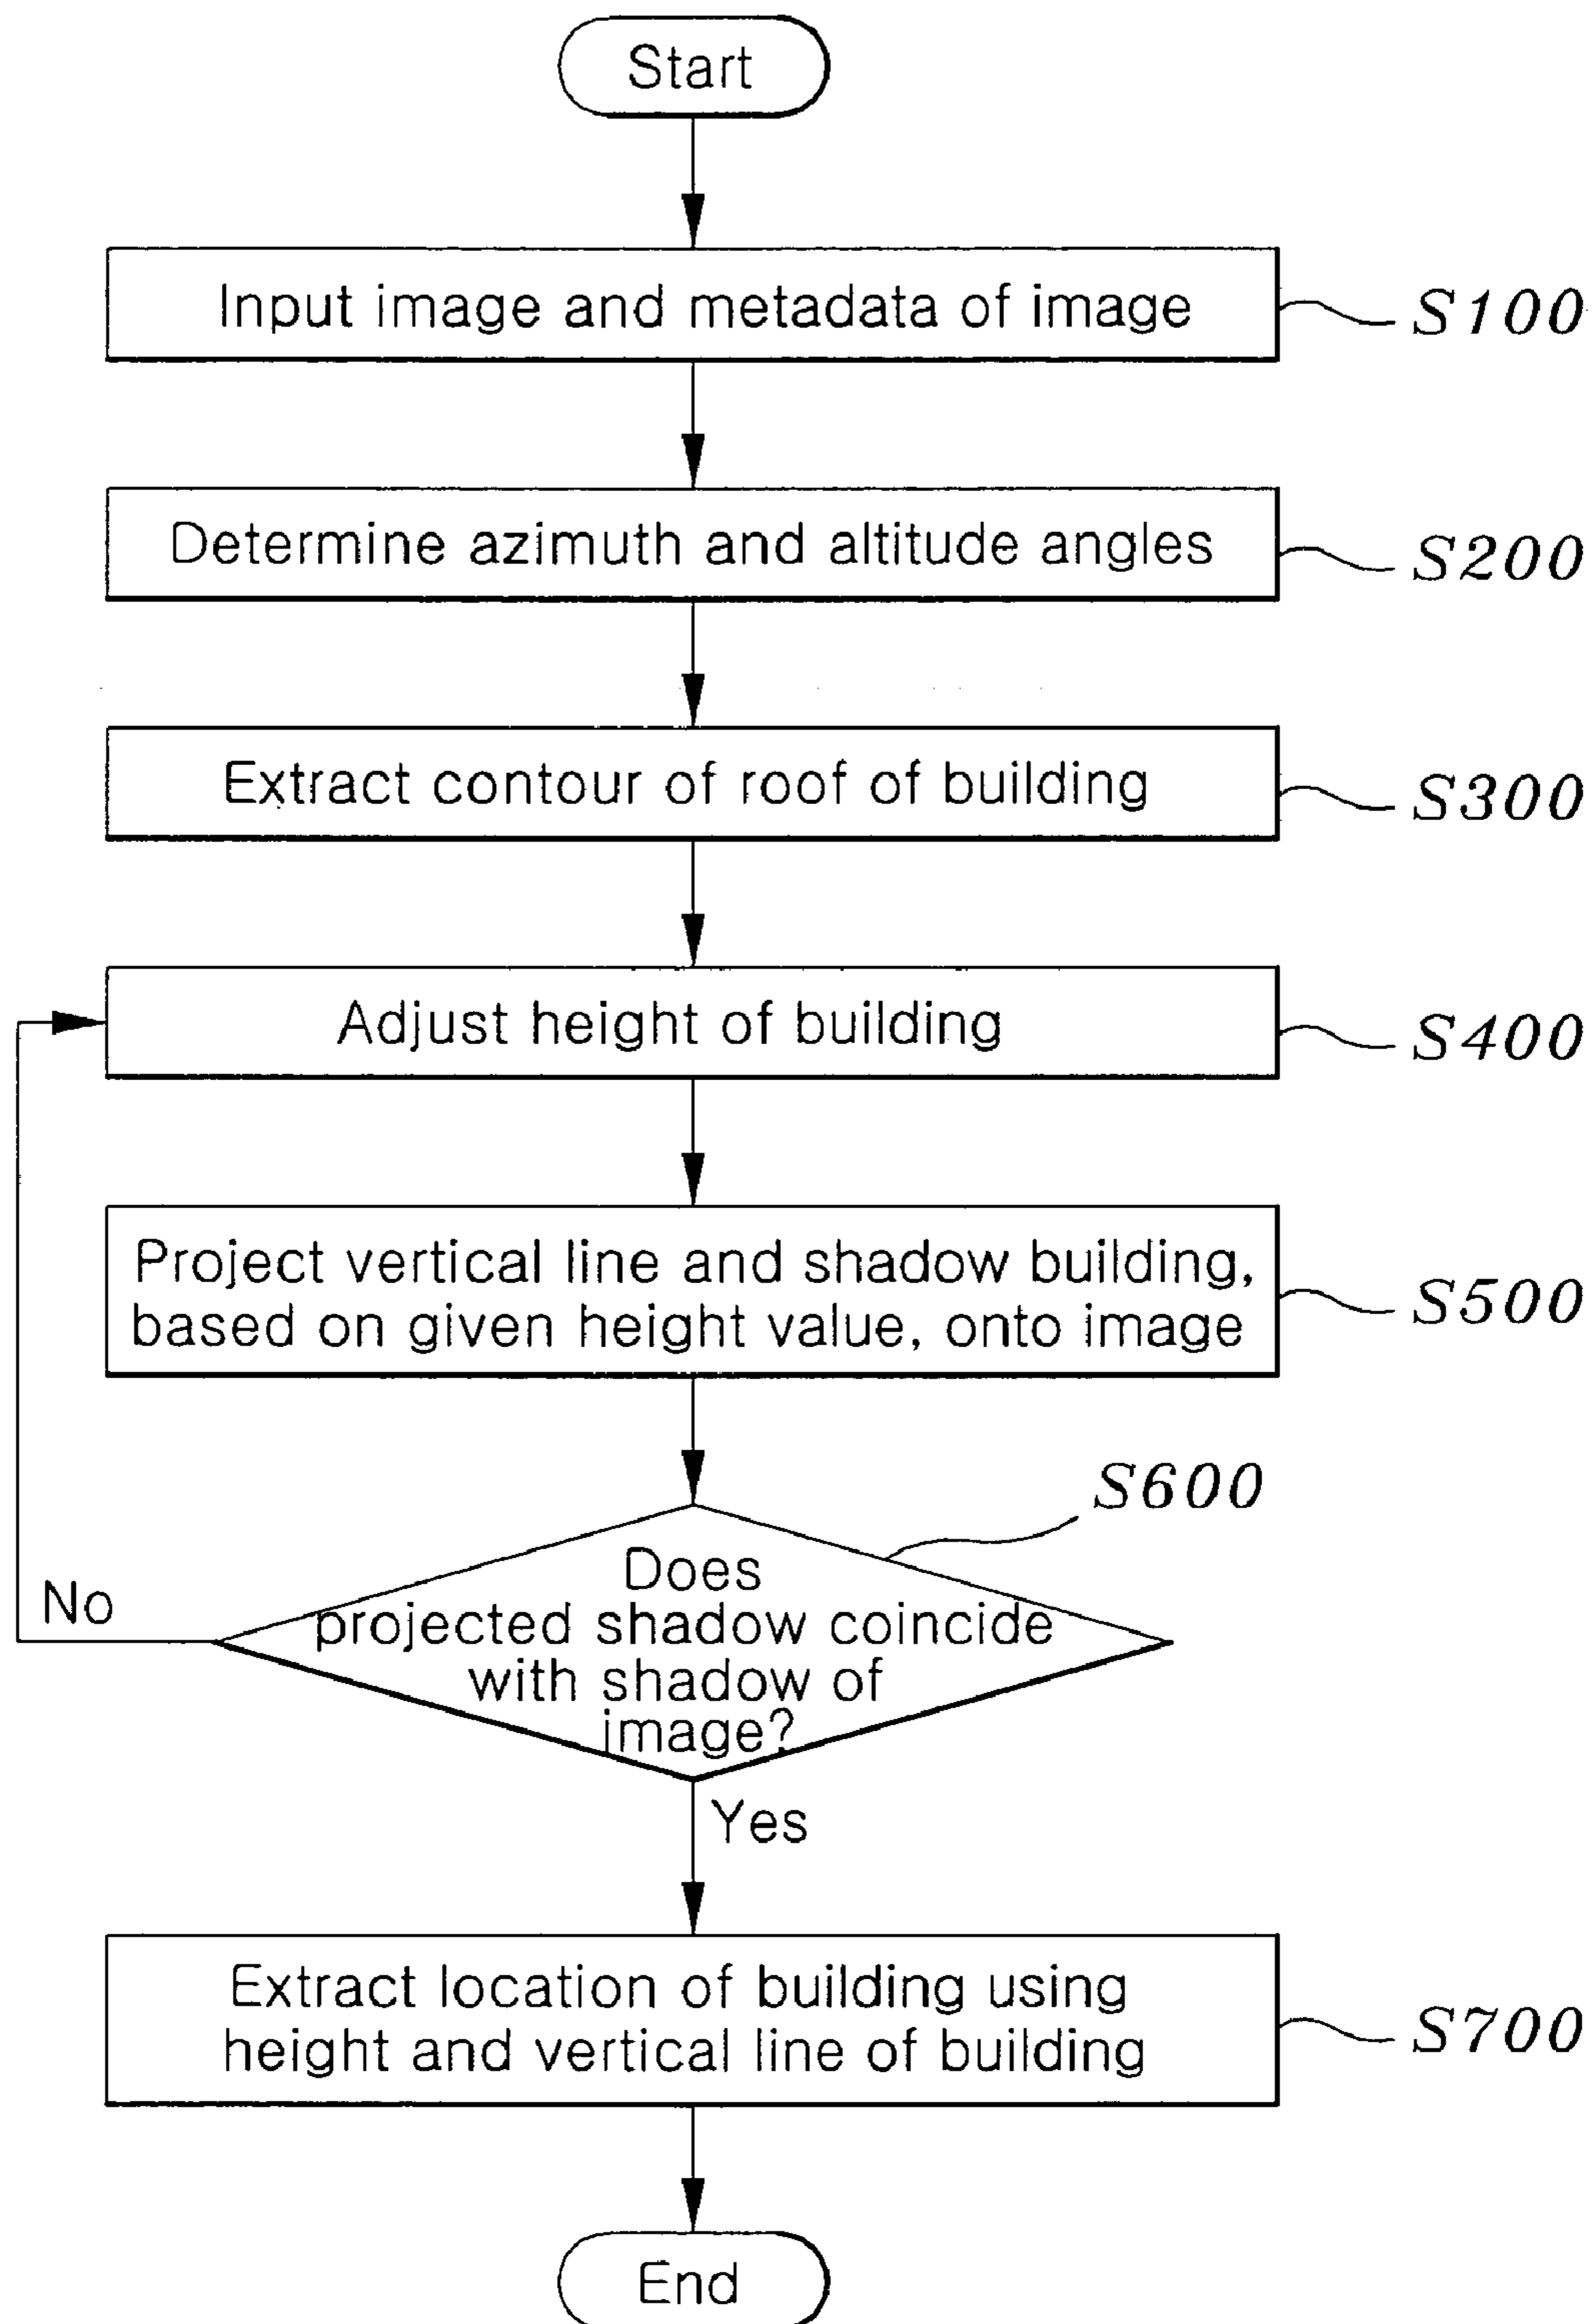 Start
Input image and metadata of image
S100
Determine azimuth and altitude angles
S200
Extract contour of roof of building
S300
Adjust height of building
S400
Project vertical line and shadow building,
based on given height value, onto image
S500
S600
Does
projected shadow coincide
with shadow of
image?
No
Yes
Extract location of building using
height and vertical line of building
S700
End